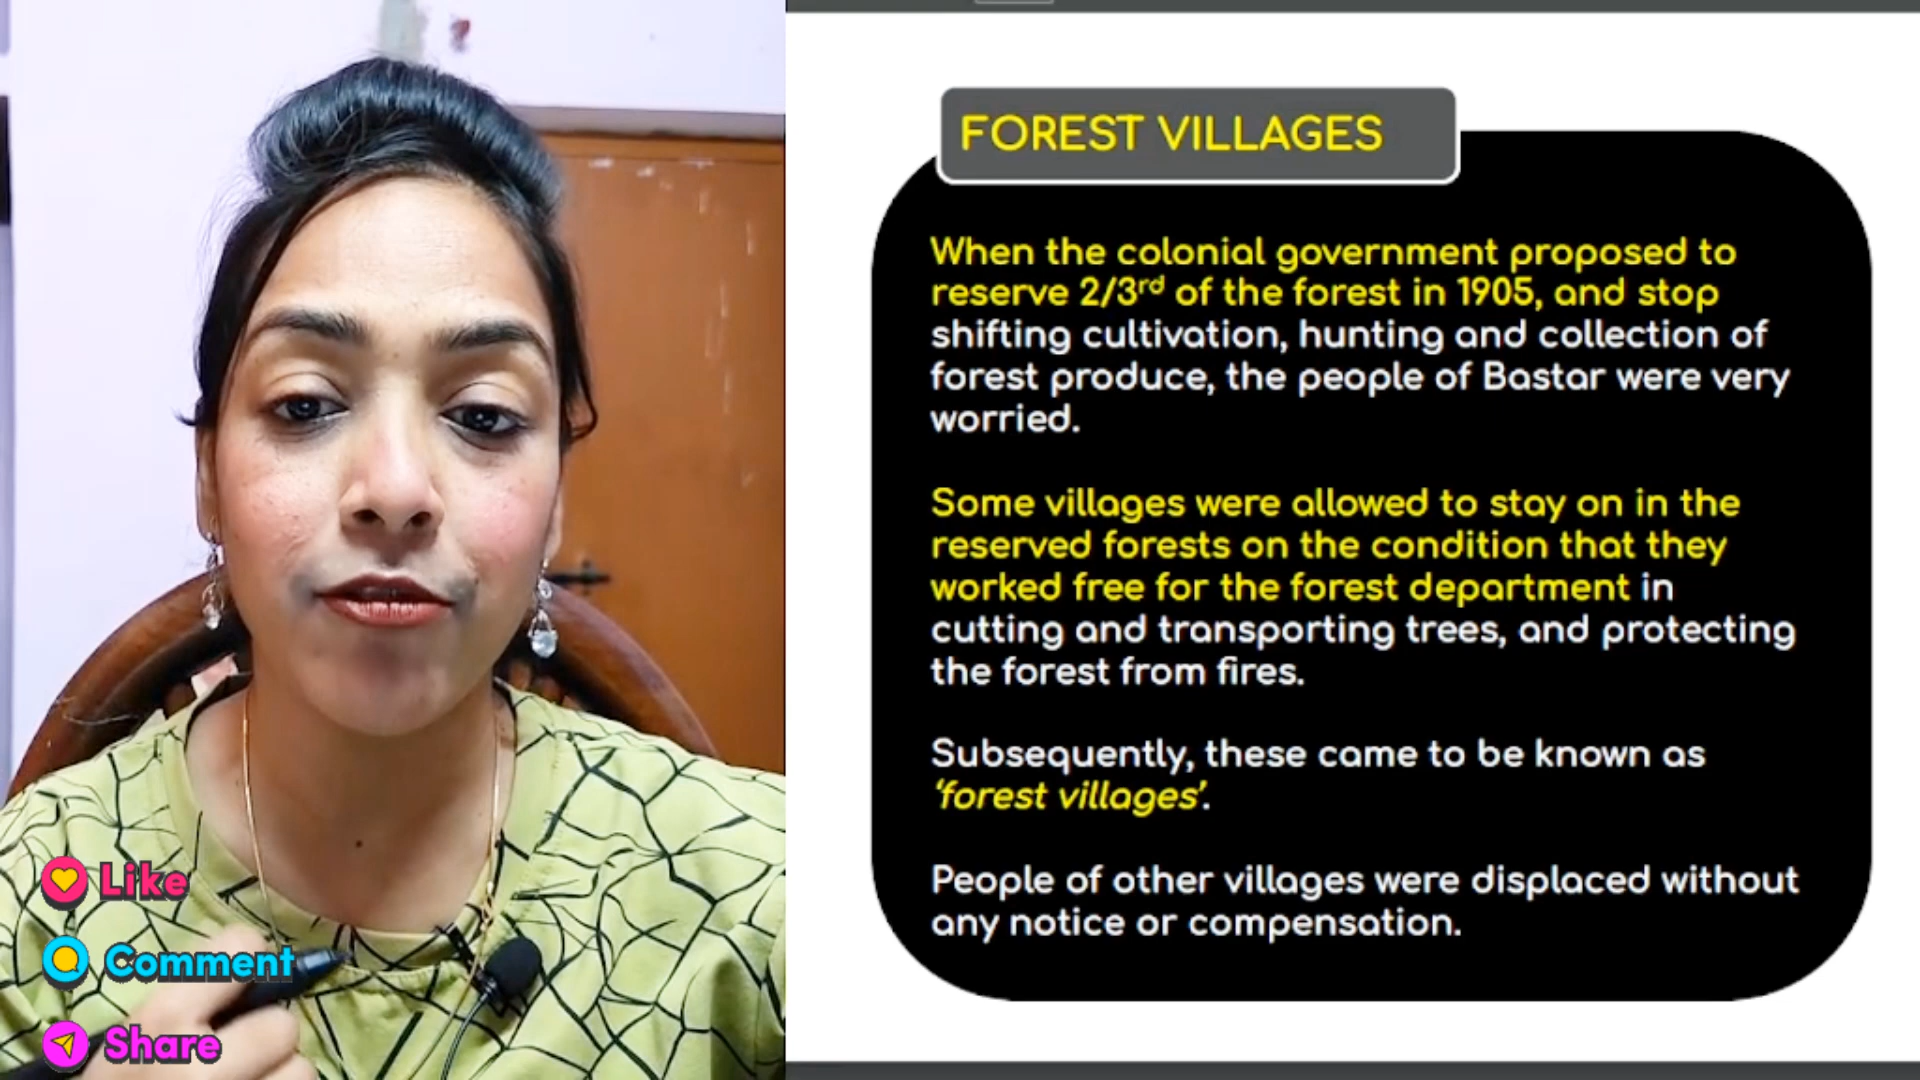 FOREST VILLAGES
When the colonial government proposed to
reserve 2/3rd of the forest in 1905, and stop
shifting cultivation, hunting and collection of
forest produce, the people of Bastar were very
worried.
Some villages were allowed to stay on in the
reserved forests on the condition that they
worked free for the forest department in
cutting and transporting trees, and protecting
the forest from fires.
Subsequently, these came to be known as
‘forest villages’.
People of other villages were displaced without
any notice or compensation.
Like
Comment
Share